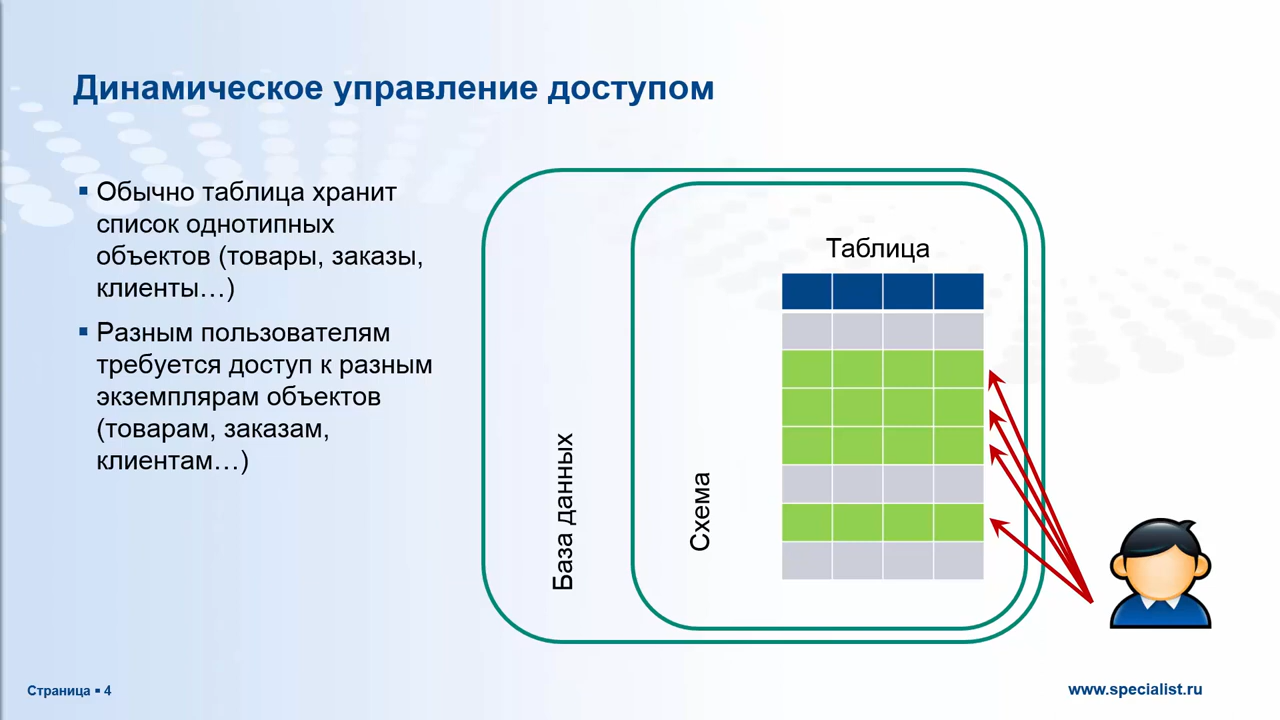 Динамическое управление доступом
▪ Обычно таблица хранит
список однотипных
объектов (товары, заказы,
клиенты…)
▪ Разным пользователям
требуется доступ к разным
экземплярам объектов
(товарам, заказам,
клиентам…)
База данных
Схема
Таблица
Страница ▪ 4
www.specialist.ru